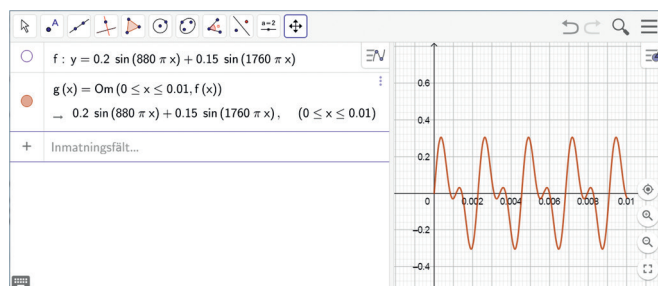 A
a=2
f : y = 0.2 sin (880 π x) + 0.15 sin (1760 π x)
g (x) = Om (0 ≤ x ≤ 0.01, f (x))
→ 0.2 sin (880 π x) + 0.15 sin (1760 π x) , (0 ≤ x ≤ 0.01)
+ Inmatningsfält...
0.6
0.4
0.2
0 0.002 0.004 0.006 0.008 0.01
−0.2
−0.4